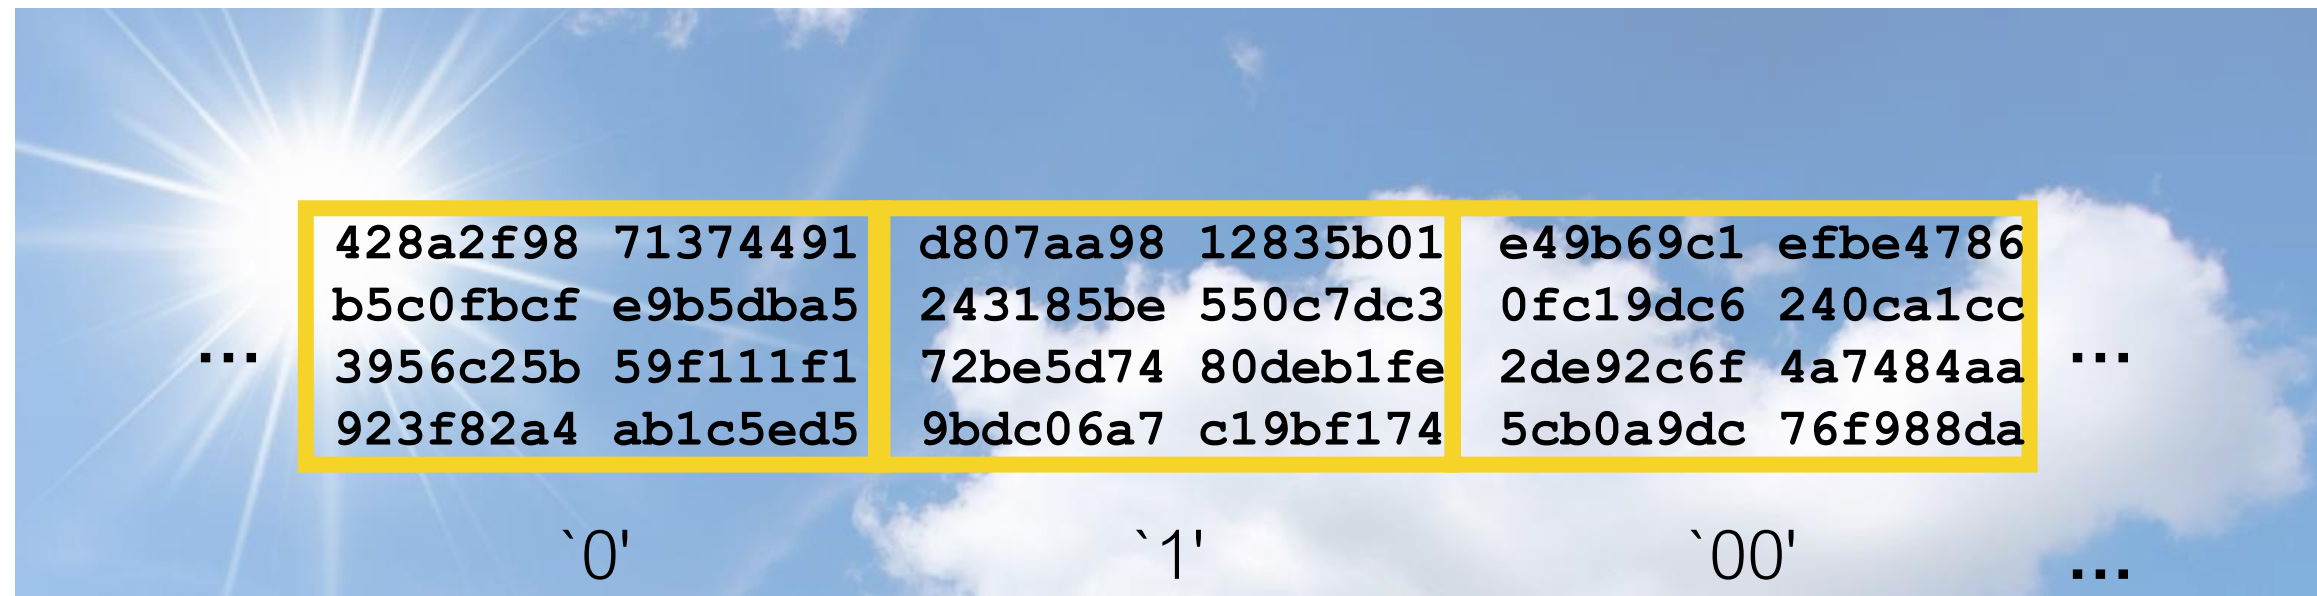 428a2f98 71374491 d807aa98 12835b01 e49b69c1 efbe4786
b5c0fbcf e9b5dba5 243185be 550c7dc3 0fc19dc6 240ca1cc
... 3956c25b 59f111f1 72be5d74 80deb1fe 2de92c6f 4a7484aa ...
923f82a4 ab1c5ed5 9bdc06a7 c19bf174 5cb0a9dc 76f988da
`0' `1' `00' ...